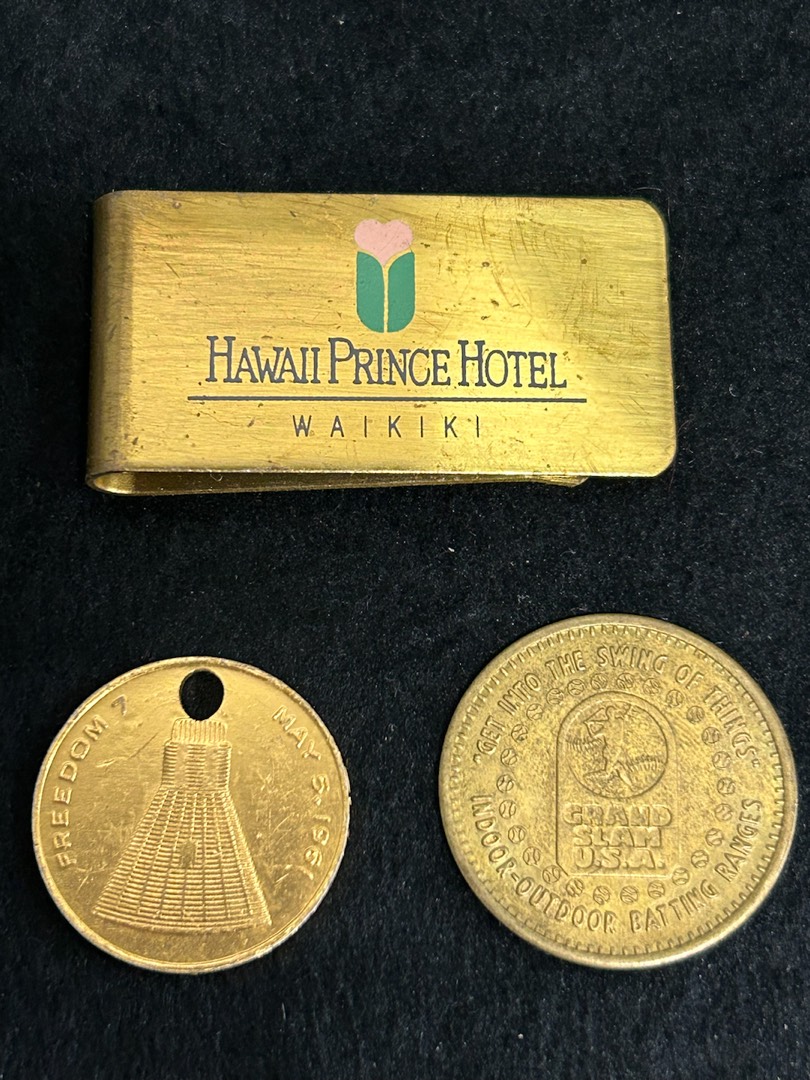 HAWAII PRINCE HOTEL
WAIKIKI
FREEDOM 7
MAY 5, 1961
"GET INTO THE SWING OF THINGS"
GRAND
SLAM
U.S.A.
INDOOR-OUTDOOR BATTING RANGES